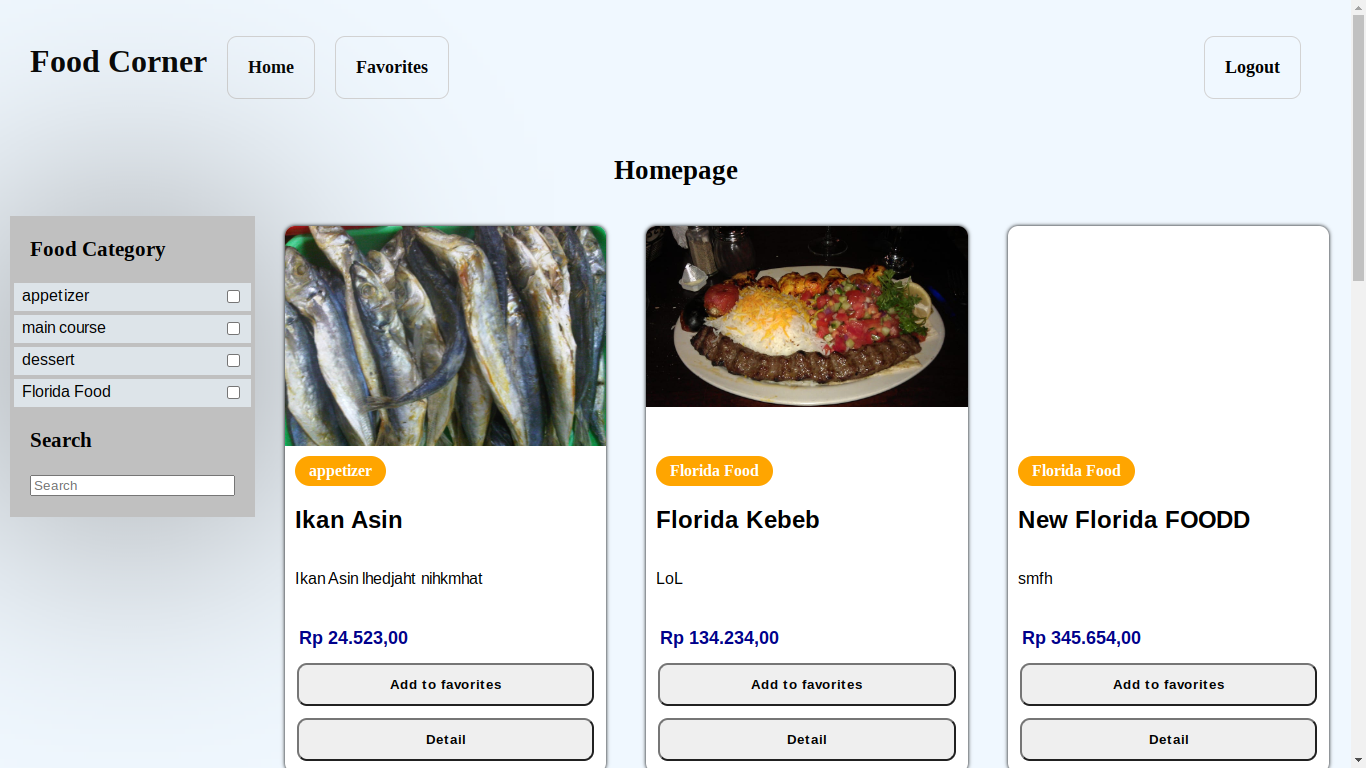 Food Corner
Home
Favorites
Logout
Homepage
Food Category
appetizer
main course
dessert
Florida Food
Search
Search
appetizer
Ikan Asin
Ikan Asin lhedjaht nihkmhat
Rp 24.523,00
Add to favorites
Detail
Florida Food
Florida Kebeb
LoL
Rp 134.234,00
Add to favorites
Detail
Florida Food
New Florida FOODD
smfh
Rp 345.654,00
Add to favorites
Detail